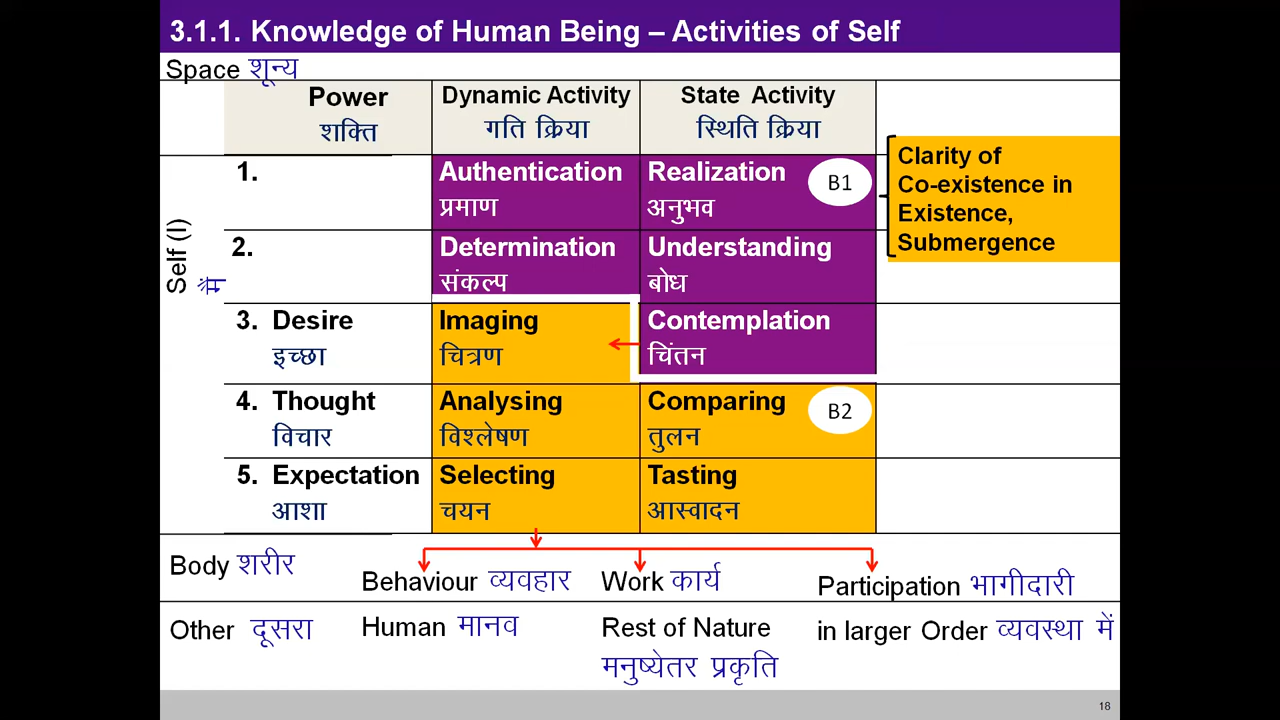 3.1.1. Knowledge of Human Being – Activities of Self
Space शून्य
Power
शक्ति
Dynamic Activity
गति क्रिया
State Activity
स्थिति क्रिया
Self (I)
मैं
1.
Authentication
प्रमाण
Realization
अनुभव
B1
Clarity of
Co-existence in
Existence,
Submergence
2.
Determination
संकल्प
Understanding
बोध
3. Desire
इच्छा
Imaging
चित्रण
Contemplation
चिंतन
4. Thought
विचार
Analysing
विश्लेषण
Comparing
तुलन
B2
5. Expectation
आशा
Selecting
चयन
Tasting
आस्वादन
Body शरीर
Behaviour व्यवहार
Work कार्य
Participation भागीदारी
Other दूसरा
Human मानव
Rest of Nature
मनुष्येतर प्रकृति
in larger Order व्यवस्था में
18